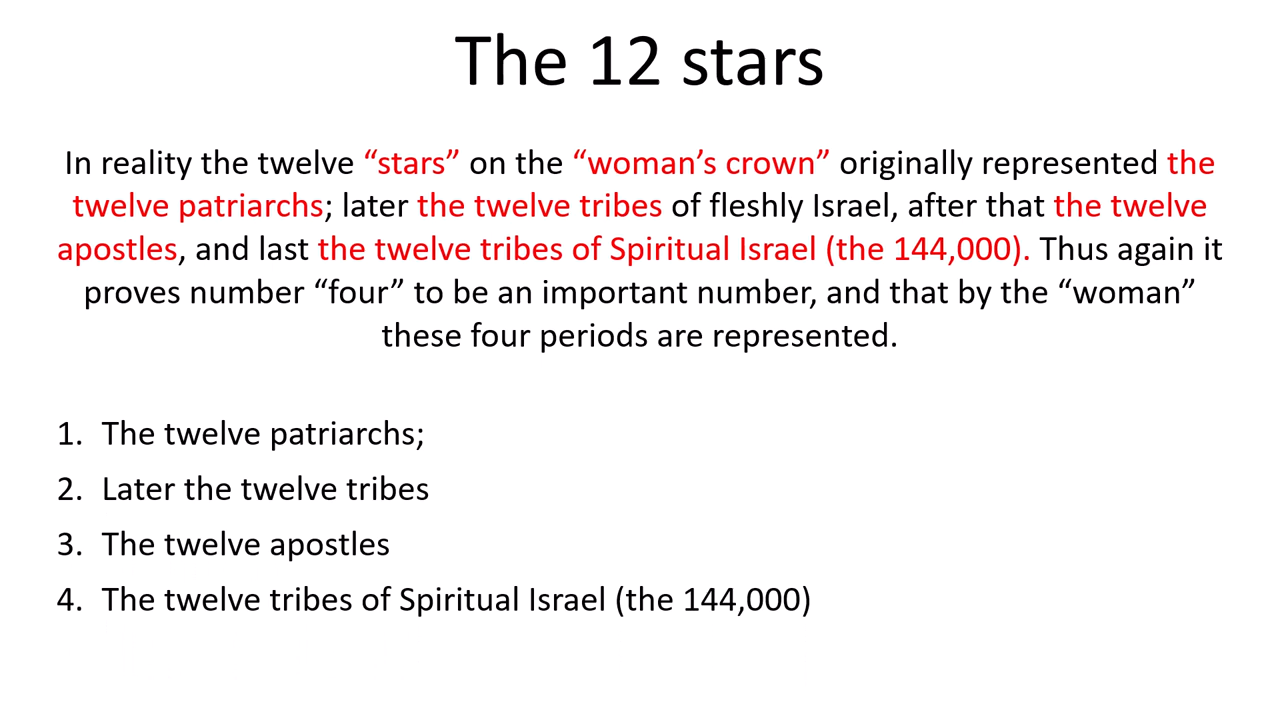 The 12 stars
In reality the twelve “stars” on the “woman’s crown” originally represented the
twelve patriarchs; later the twelve tribes of fleshly Israel, after that the twelve
apostles, and last the twelve tribes of Spiritual Israel (the 144,000). Thus again it
proves number “four” to be an important number, and that by the “woman”
these four periods are represented.
1. The twelve patriarchs;
2. Later the twelve tribes
3. The twelve apostles
4. The twelve tribes of Spiritual Israel (the 144,000)